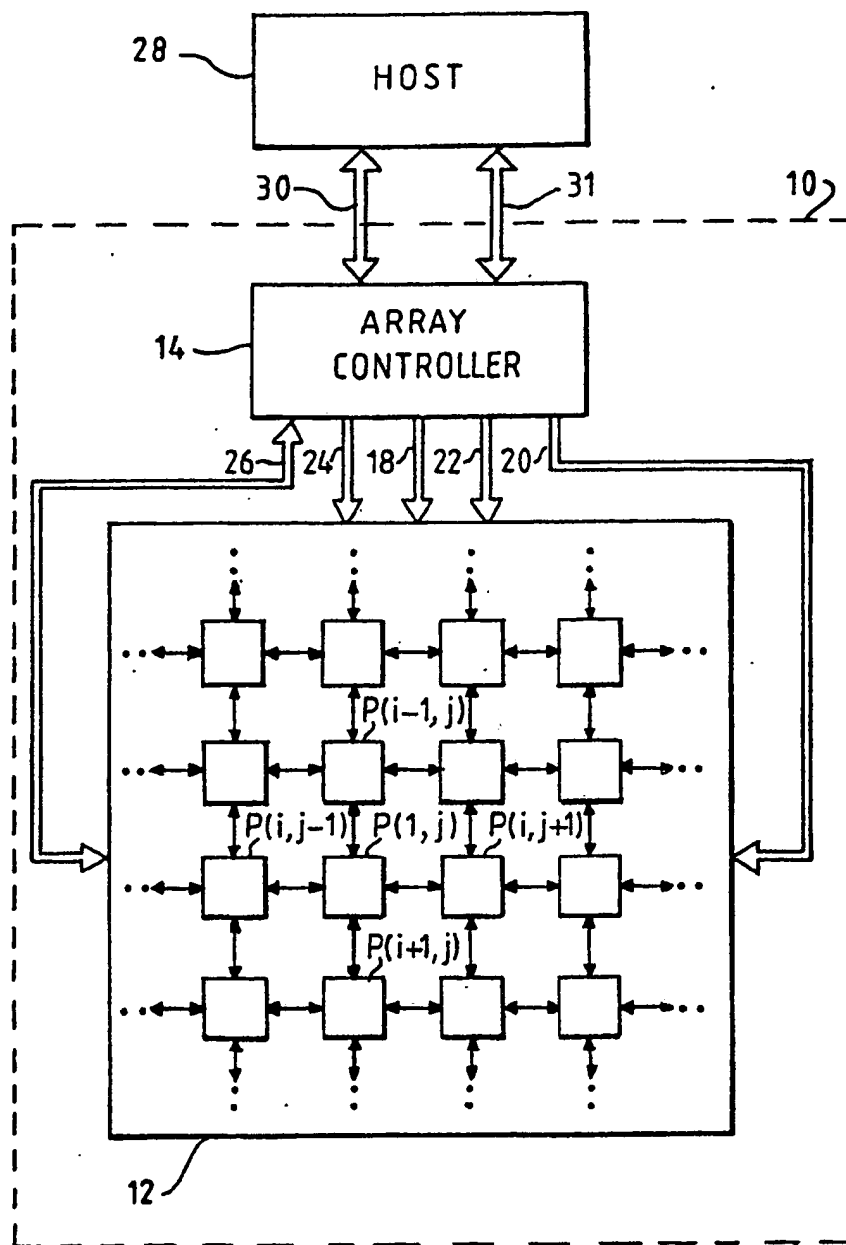 28
HOST
30
31
10
14
ARRAY
CONTROLLER
26
24
18
22
20
P(i-1, j)
P(i, j-1)
P(1, j)
P(i, j+1)
P(i+1, j)
12